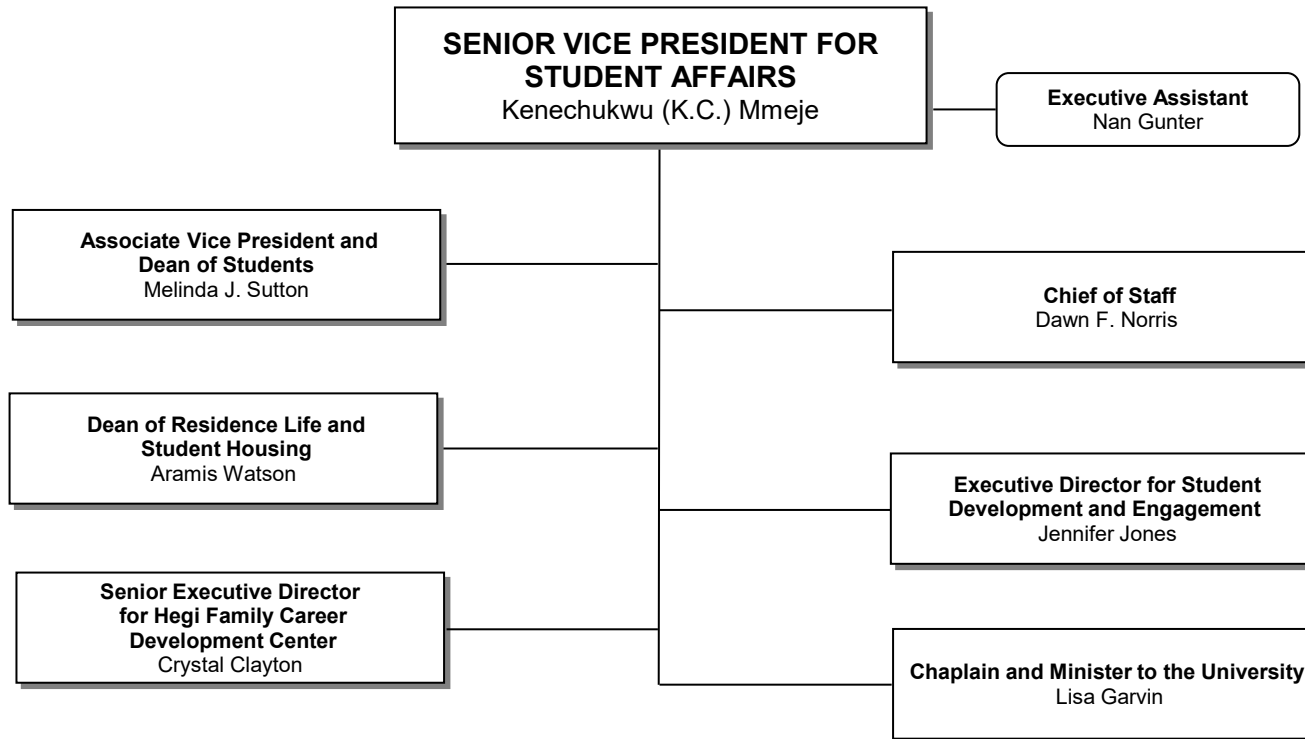 SENIOR VICE PRESIDENT FOR
STUDENT AFFAIRS
Kenechukwu (K.C.) Mmeje
Executive Assistant
Nan Gunter
Associate Vice President and
Dean of Students
Melinda J. Sutton
Chief of Staff
Dawn F. Norris
Dean of Residence Life and
Student Housing
Aramis Watson
Executive Director for Student
Development and Engagement
Jennifer Jones
Senior Executive Director
for Hegi Family Career
Development Center
Crystal Clayton
Chaplain and Minister to the University
Lisa Garvin